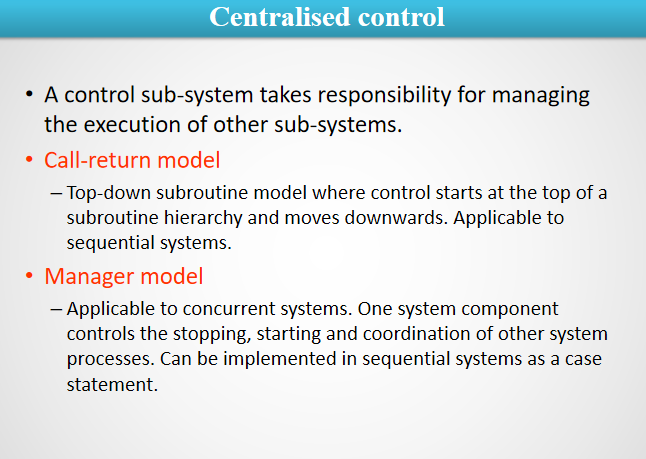 Centralised control
• A control sub-system takes responsibility for managing
the execution of other sub-systems.
• Call-return model
– Top-down subroutine model where control starts at the top of a
subroutine hierarchy and moves downwards. Applicable to
sequential systems.
• Manager model
– Applicable to concurrent systems. One system component
controls the stopping, starting and coordination of other system
processes. Can be implemented in sequential systems as a case
statement.